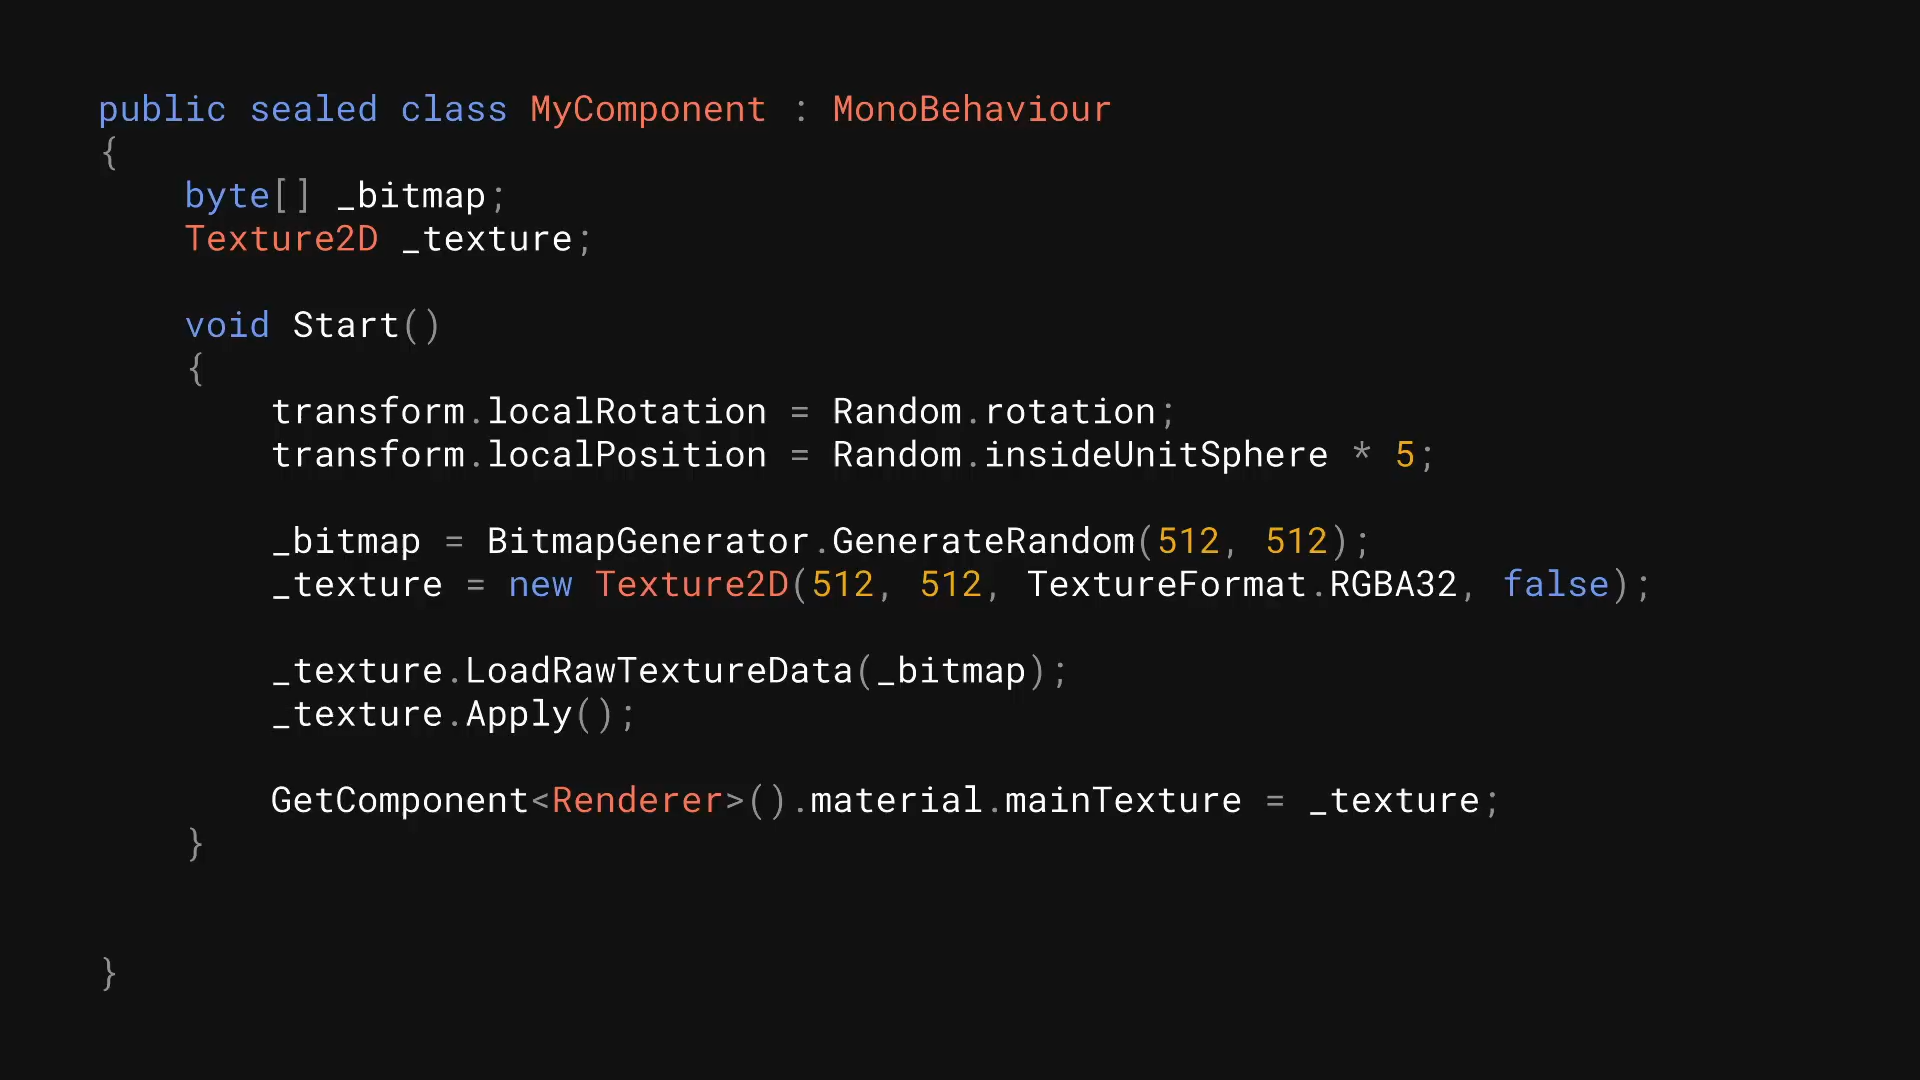 public sealed class MyComponent : MonoBehaviour
{
    byte[] _bitmap;
    Texture2D _texture;

    void Start()
    {
        transform.localRotation = Random.rotation;
        transform.localPosition = Random.insideUnitSphere * 5;

        _bitmap = BitmapGenerator.GenerateRandom(512, 512);
        _texture = new Texture2D(512, 512, TextureFormat.RGBA32, false);

        _texture.LoadRawTextureData(_bitmap);
        _texture.Apply();

        GetComponent<Renderer>().material.mainTexture = _texture;
    }


}